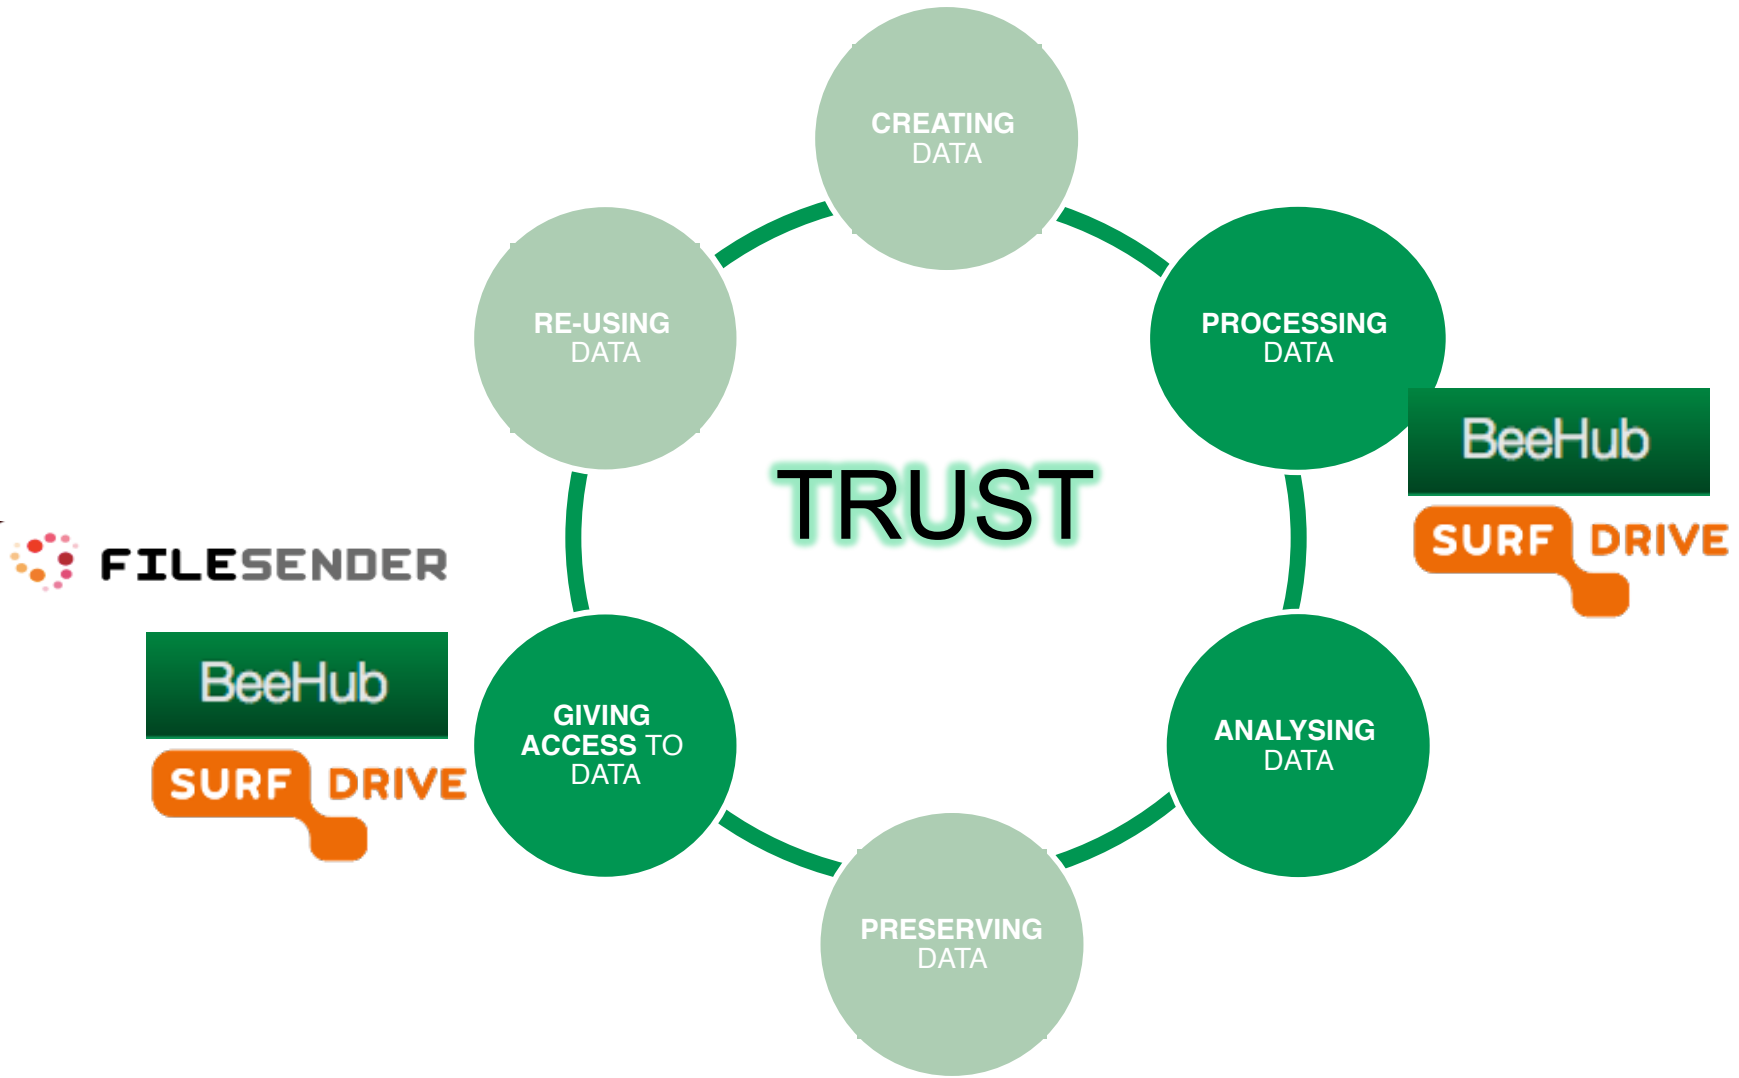 CREATING
DATA
RE-USING
DATA
PROCESSING
DATA
TRUST
BeeHub
SURF DRIVE
FILESENDER
BeeHub
SURF DRIVE
GIVING
ACCESS TO
DATA
ANALYSING
DATA
PRESERVING
DATA